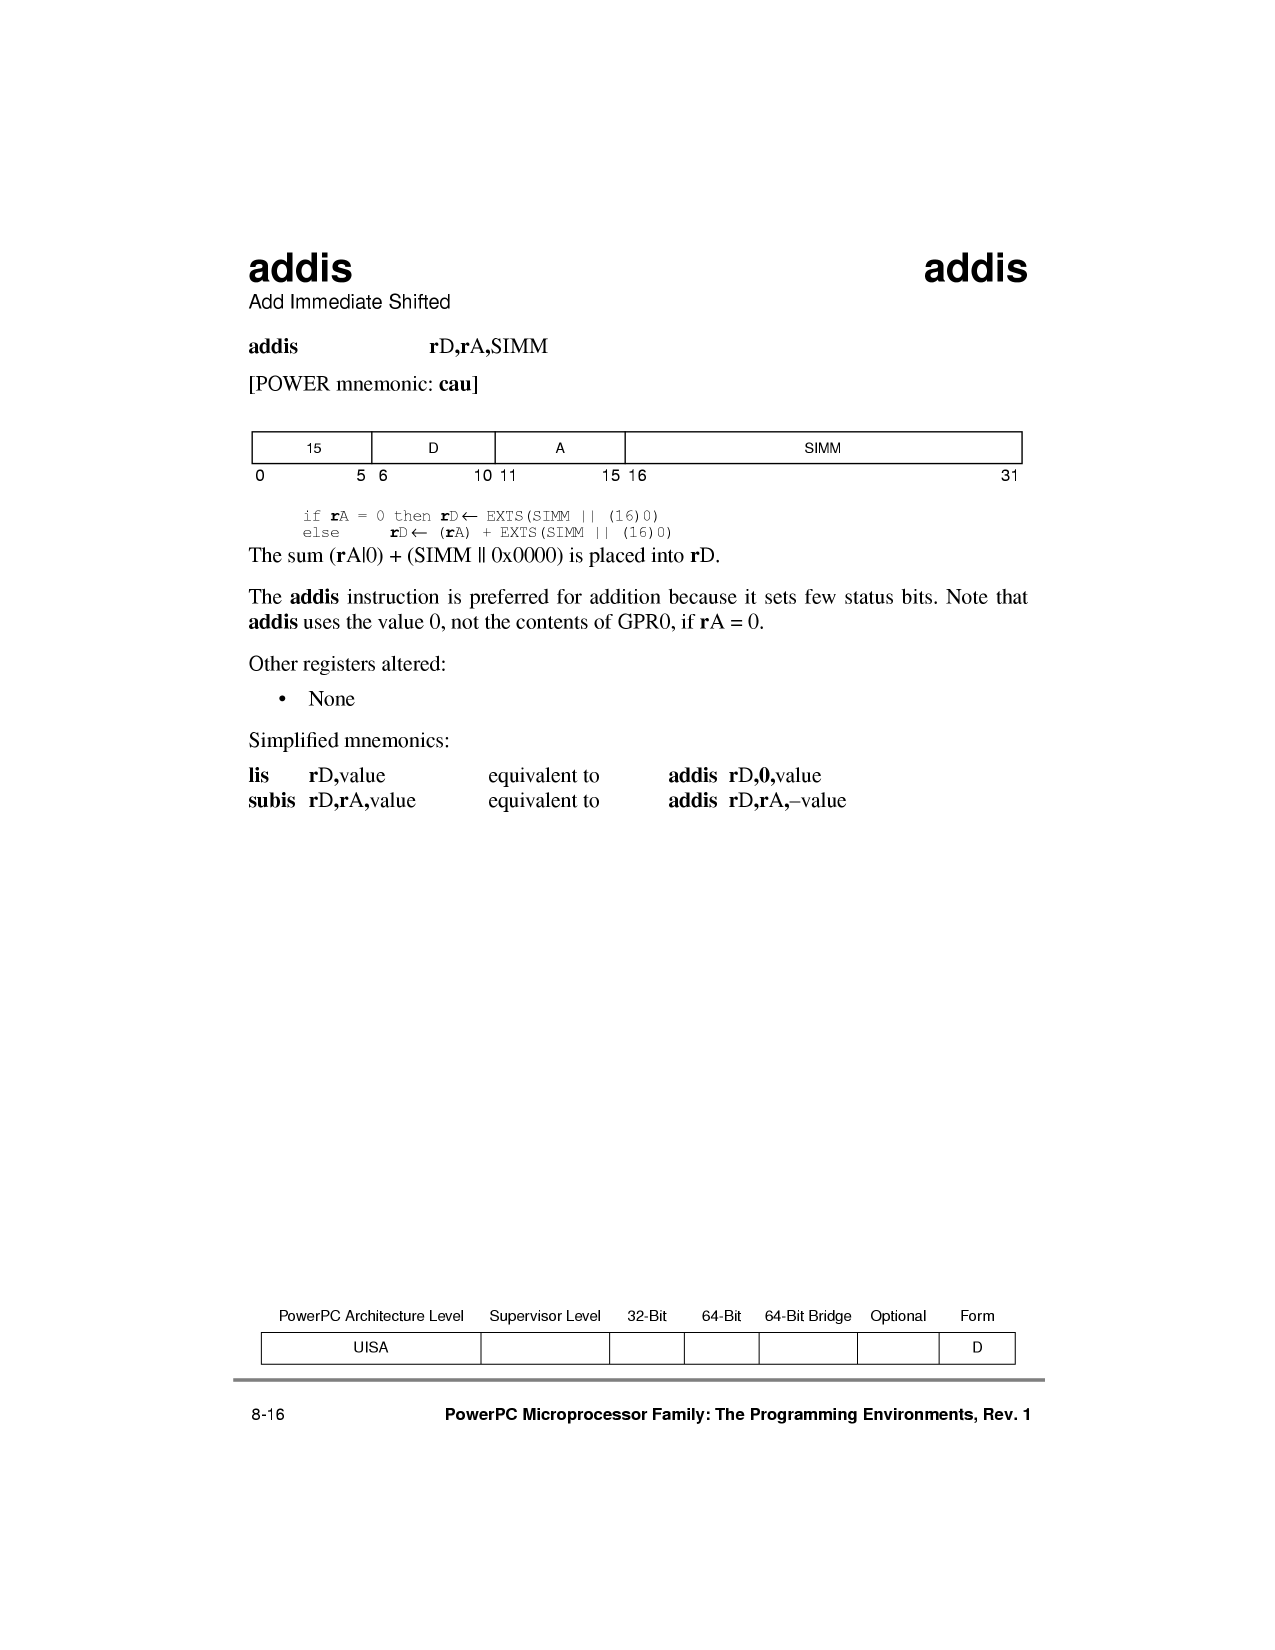 addis addis
Add Immediate Shifted
addis rD,rA,SIMM
[POWER mnemonic: cau]
15 D A SIMM
0 5 6 10 11 15 16 31
if rA = 0 then rD← EXTS(SIMM || (16)0)
else rD← (rA) + EXTS(SIMM || (16)0)
The sum (rA|0) + (SIMM || 0x0000) is placed into rD.
The addis instruction is preferred for addition because it sets few status bits. Note that
addis uses the value 0, not the contents of GPR0, if rA = 0.
Other registers altered:
• None
Simplified mnemonics:
lis rD,value equivalent to addis rD,0,value
subis rD,rA,value equivalent to addis rD,rA,–value
PowerPC Architecture Level Supervisor Level 32-Bit 64-Bit 64-Bit Bridge Optional Form
UISA D
8-16 PowerPC Microprocessor Family: The Programming Environments, Rev. 1